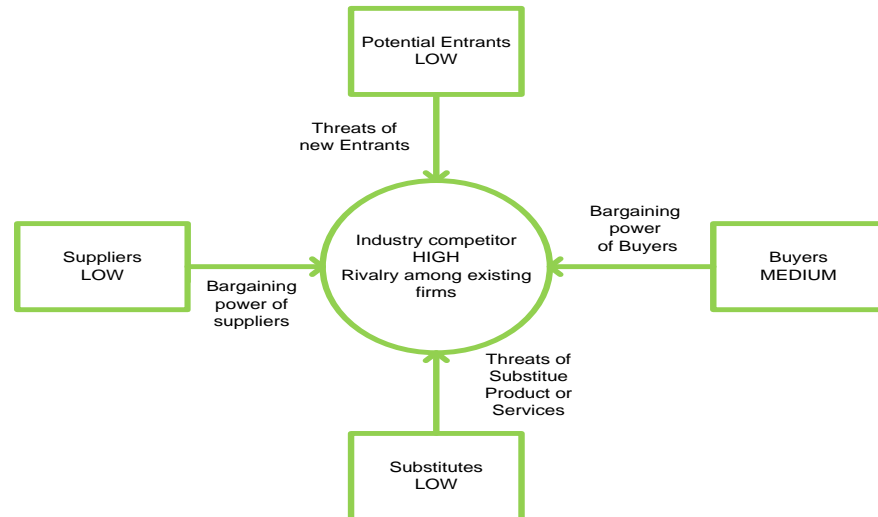 Potential Entrants
LOW
Threats of
new Entrants
Suppliers
LOW
Bargaining
power of
suppliers
Industry competitor
HIGH
Rivalry among existing
firms
Bargaining
power
of Buyers
Buyers
MEDIUM
Threats of
Substitue
Product or
Services
Substitutes
LOW